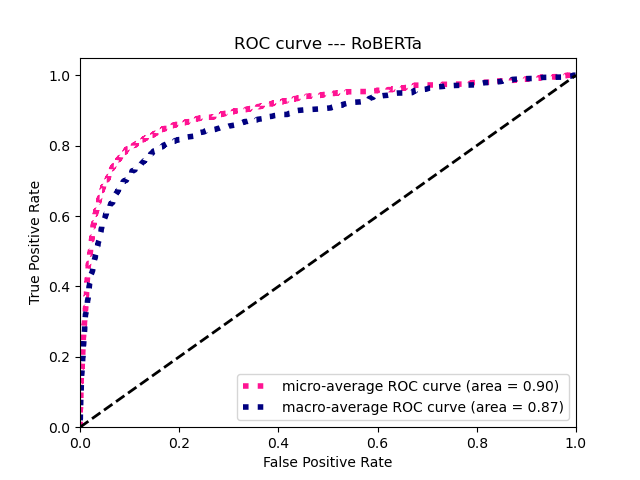 ROC curve --- RoBERTa
1.0
0.8
0.6
0.4
0.2
0.0
True Positive Rate
micro-average ROC curve (area = 0.90)
macro-average ROC curve (area = 0.87)
0.0 0.2 0.4 0.6 0.8 1.0
False Positive Rate